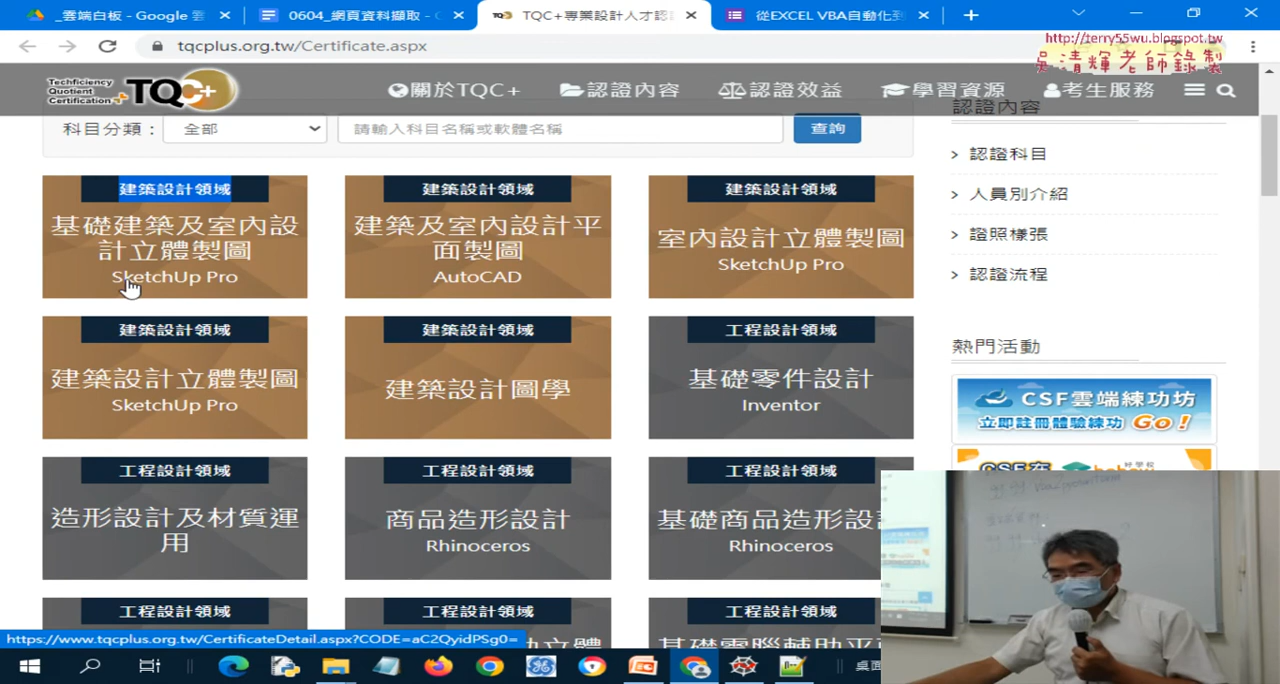 _雲端白板 - Google 雲
0604_網頁資料擷取 - G
TQC+專業設計人才認
從EXCEL VBA自動化到
tqcplus.org.tw/Certificate.aspx
http://terry55wu.blogspot.tw
吳清輝老師錄製
Techficiency
Quotient
Certification
TQC+
關於TQC+
認證內容
認證效益
學習資源
考生服務
科目分類：
全部
請輸入科目名稱或軟體名稱
查詢
認證內容
> 認證科目
> 人員別介紹
> 證照樣張
> 認證流程
熱門活動
CSF雲端練功坊
立即註冊體驗練功 Go！
建築設計領域
基礎建築及室內設
計立體製圖
SketchUp Pro
建築設計領域
建築及室內設計平
面製圖
AutoCAD
建築設計領域
室內設計立體製圖
SketchUp Pro
建築設計領域
建築設計立體製圖
SketchUp Pro
建築設計領域
建築設計圖學
工程設計領域
基礎零件設計
Inventor
工程設計領域
造形設計及材質運
用
工程設計領域
商品造形設計
Rhinoceros
工程設計領域
基礎商品造形設
Rhinoceros
工程設計領域
工程設計領域
工程設計領域
基礎電腦輔助平
https://www.tqcplus.org.tw/CertificateDetail.aspx?CODE=aC2QyidPSg0=
桌面